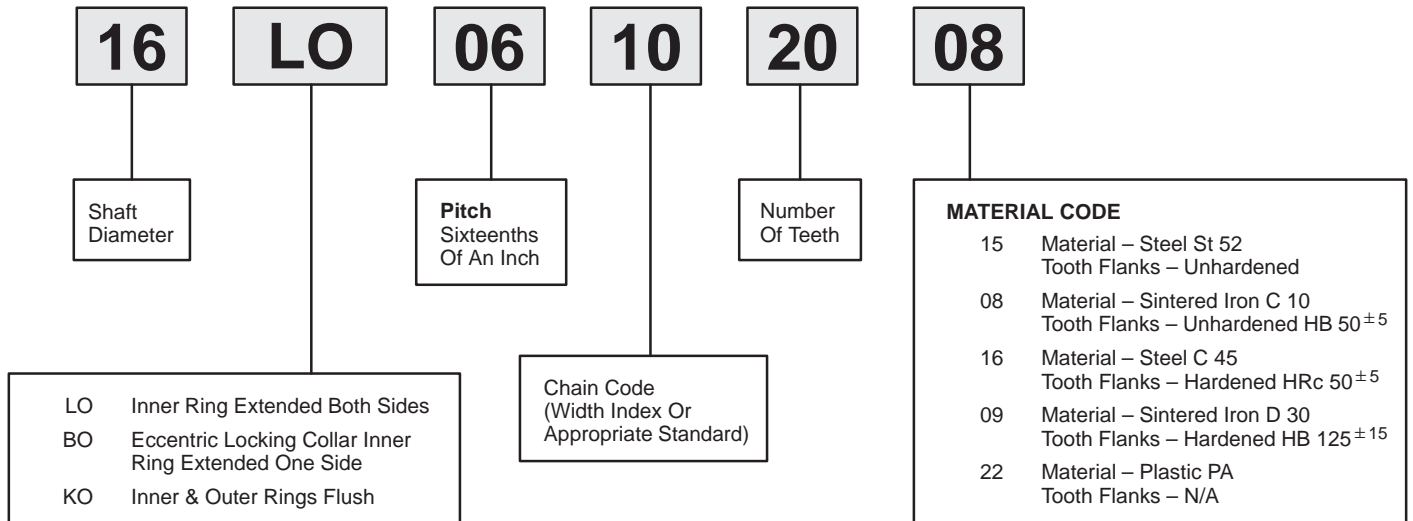 16 LO 06 10 20 08
Shaft
Diameter
Pitch
Sixteenths
Of An Inch
Number
Of Teeth
LO Inner Ring Extended Both Sides
BO Eccentric Locking Collar Inner
Ring Extended One Side
KO Inner & Outer Rings Flush
Chain Code
(Width Index Or
Appropriate Standard)
MATERIAL CODE
15 Material – Steel St 52
Tooth Flanks – Unhardened
08 Material – Sintered Iron C 10
Tooth Flanks – Unhardened HB 50 ±5
16 Material – Steel C 45
Tooth Flanks – Hardened HRc 50 ±5
09 Material – Sintered Iron D 30
Tooth Flanks – Hardened HB 125 ±15
22 Material – Plastic PA
Tooth Flanks – N/A